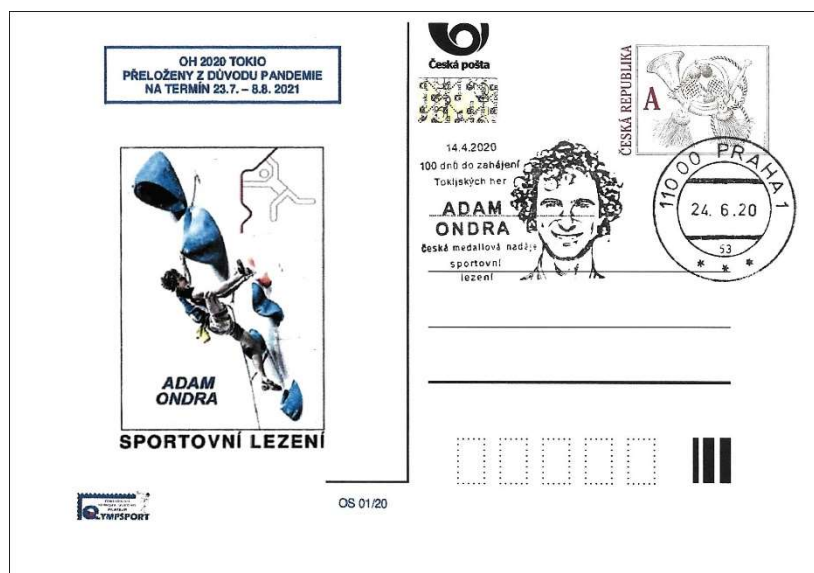 OH 2020 TOKIO
PŘELOŽENY Z DŮVODU PANDEMIE
NA TERMÍN 23.7. – 8.8. 2021
ADAM
ONDRA
SPORTOVNÍ LEZENÍ
OLYMPSPORT
OS 01/20
Česká pošta
14.4.2020
100 dnů do zahájení
Tokijských her
ADAM
ONDRA
česká medailová naděje
sportovní
lezení
ČESKÁ REPUBLIKA
A
110 00 PRAHA 1
24. 6. 20
53